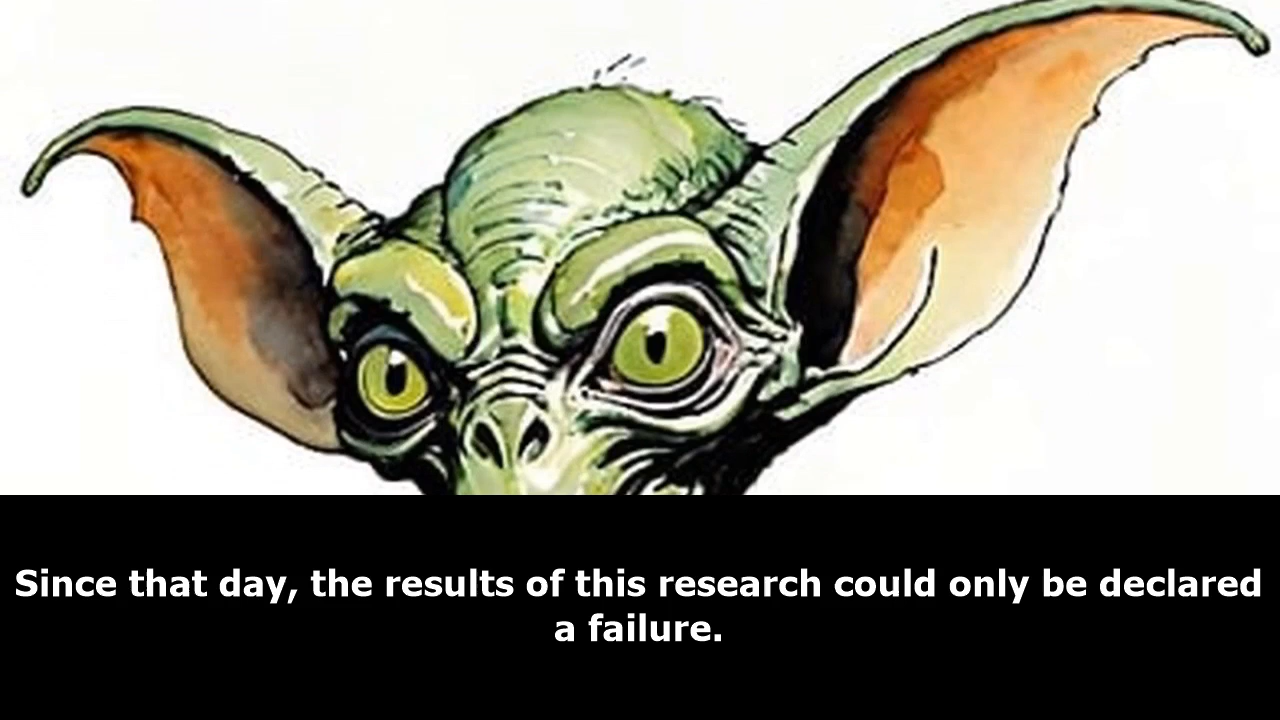 Since that day, the results of this research could only be declared
a failure.